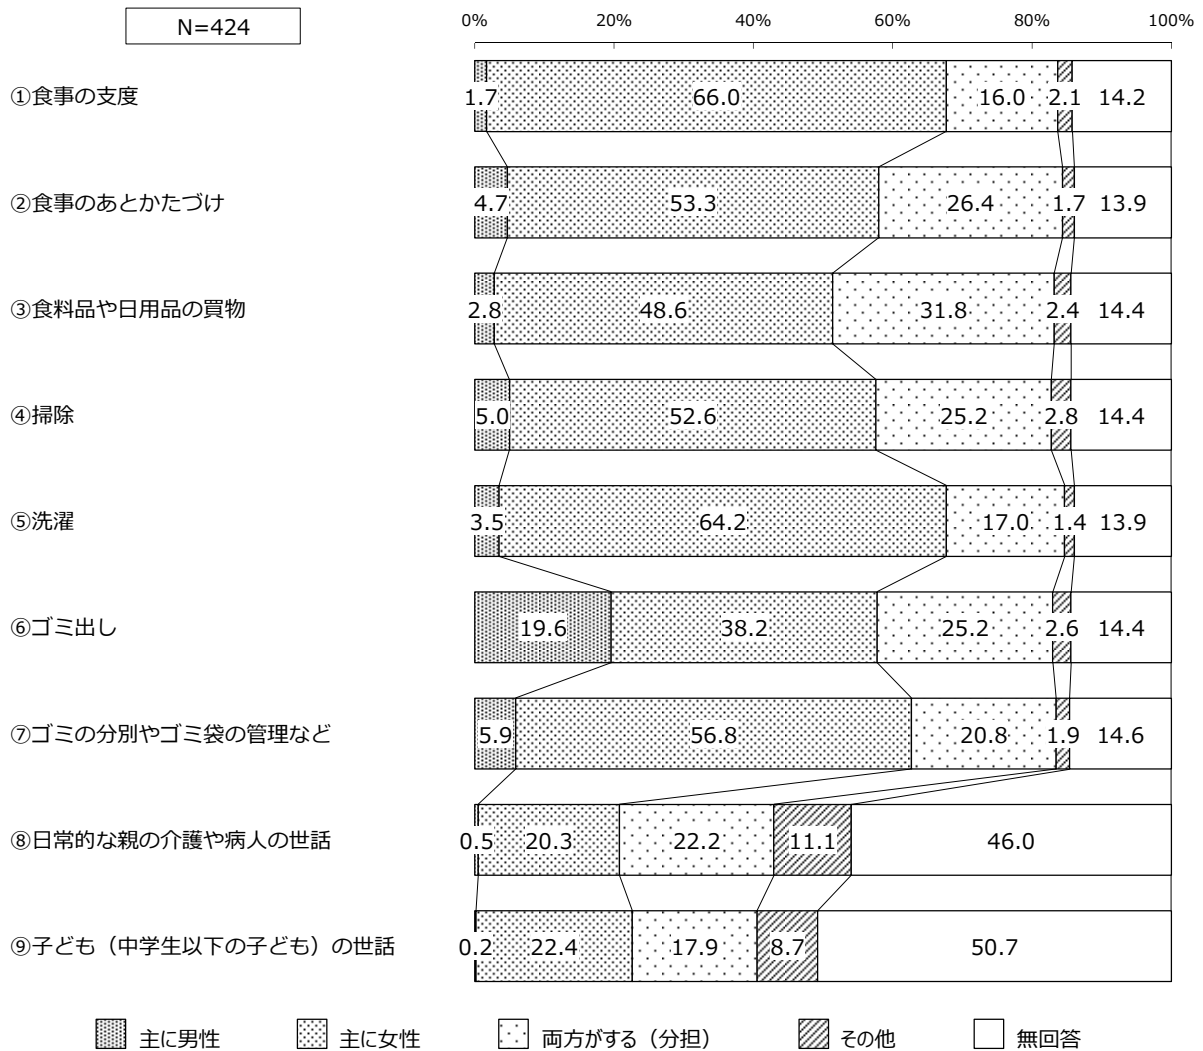 N=424
0% 20% 40% 60% 80% 100%
①食事の支度 1.7 66.0 16.0 2.1 14.2
②食事のあとかたづけ 4.7 53.3 26.4 1.7 13.9
③食料品や日用品の買物 2.8 48.6 31.8 2.4 14.4
④掃除 5.0 52.6 25.2 2.8 14.4
⑤洗濯 3.5 64.2 17.0 1.4 13.9
⑥ゴミ出し 19.6 38.2 25.2 2.6 14.4
⑦ゴミの分別やゴミ袋の管理など 5.9 56.8 20.8 1.9 14.6
⑧日常的な親の介護や病人の世話 0.5 20.3 22.2 11.1 46.0
⑨子ども（中学生以下の子ども）の世話 0.2 22.4 17.9 8.7 50.7
主に男性 主に女性 両方がする（分担） その他 無回答